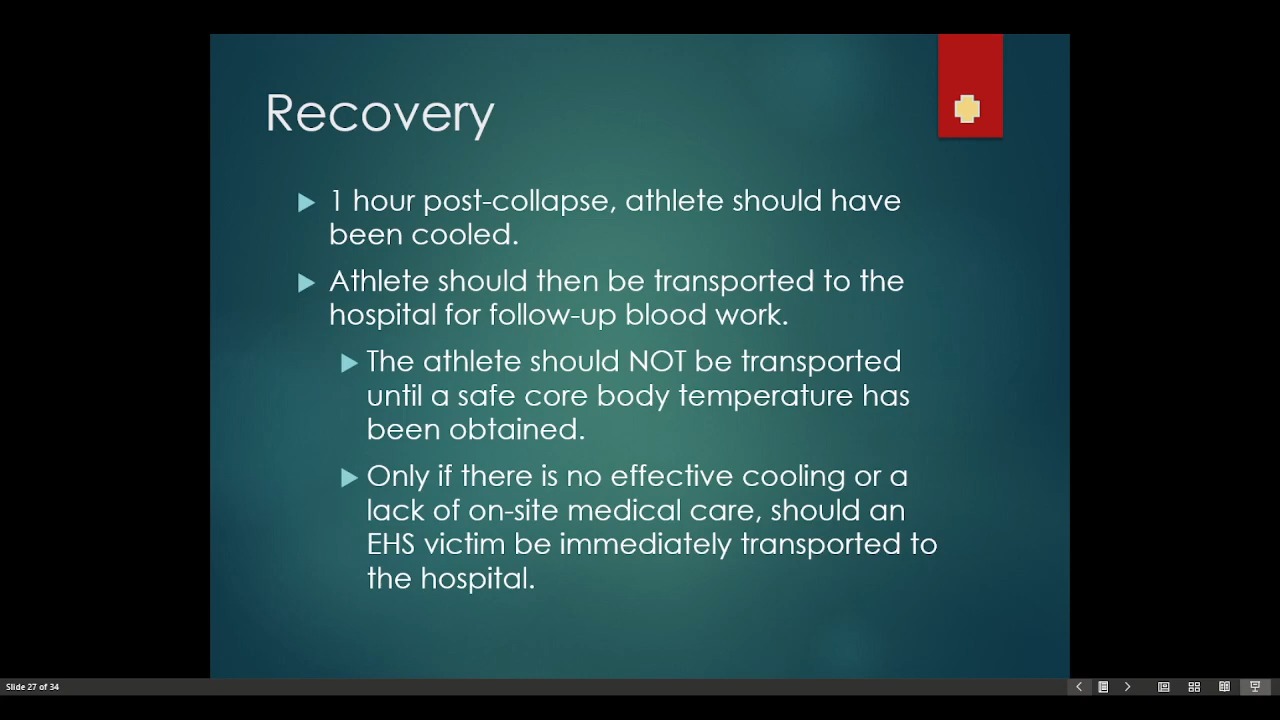 Recovery
1 hour post-collapse, athlete should have
been cooled.
Athlete should then be transported to the
hospital for follow-up blood work.
The athlete should NOT be transported
until a safe core body temperature has
been obtained.
Only if there is no effective cooling or a
lack of on-site medical care, should an
EHS victim be immediately transported to
the hospital.
Slide 27 of 34